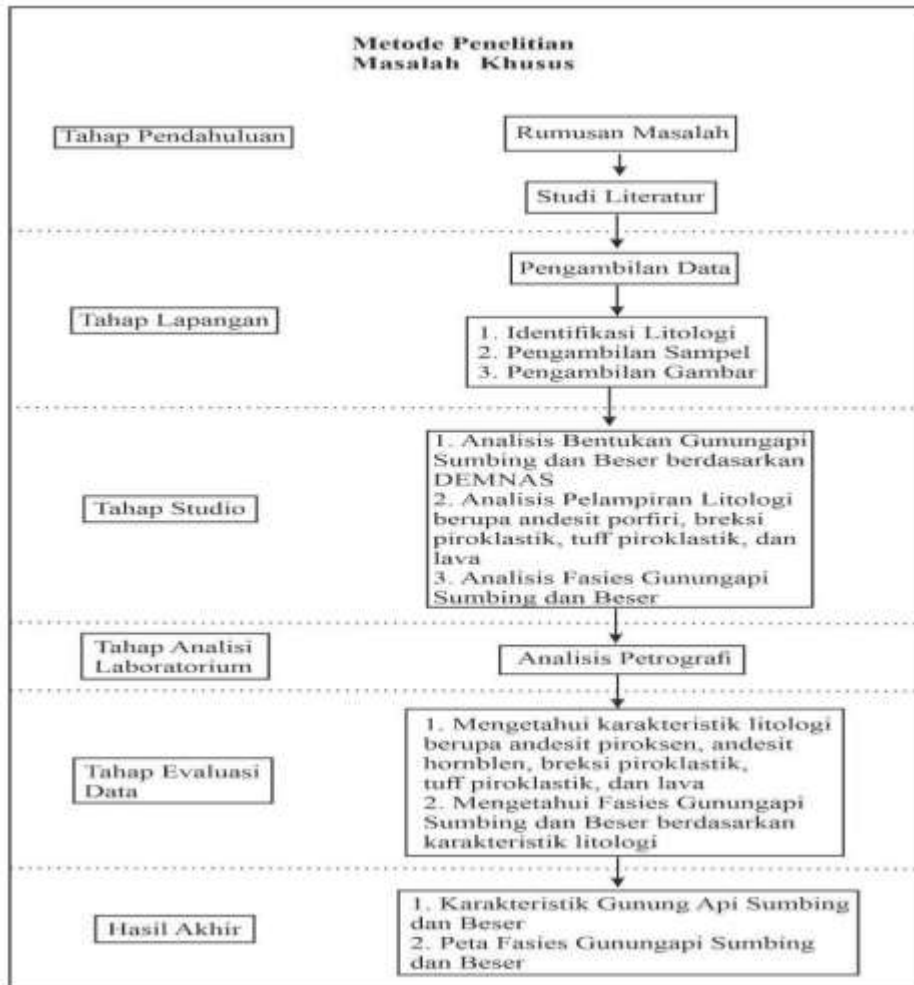 Metode Penelitian
Masalah Khusus
Tahap Pendahuluan
Rumusan Masalah
Studi Literatur
Tahap Lapangan
Pengambilan Data
1. Identifikasi Litologi
2. Pengambilan Sampel
3. Pengambilan Gambar
Tahap Studio
1. Analisis Bentukan Gunungapi
Sumbing dan Beser berdasarkan
DEMNAS
2. Analisis Pelampiran Litologi
berupa andesit porfiri, breksi
piroklastik, tuff piroklastik, dan
lava
3. Analisis Fasies Gunungapi
Sumbing dan Beser
Tahap Analisi
Laboratorium
Analisis Petrografi
Tahap Evaluasi
Data
1. Mengetahui karakteristik litologi
berupa andesit piroksen, andesit
hornblen, breksi piroklastik,
tuff piroklastik, dan lava
2. Mengetahui Fasies Gunungapi
Sumbing dan Beser berdasarkan
karakteristik litologi
Hasil Akhir
1. Karakteristik Gunung Api Sumbing
dan Beser
2. Peta Fasies Gunungapi Sumbing
dan Beser